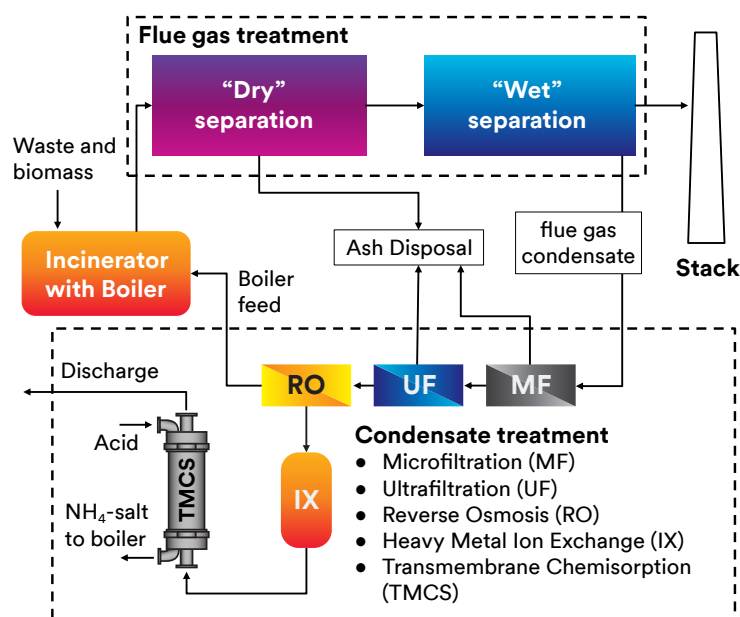 Flue gas treatment
“Dry”
separation
“Wet”
separation
Waste and
biomass
Incinerator
with Boiler
Ash Disposal
flue gas
condensate
Stack
Boiler
feed
Discharge
RO
UF
MF
Acid
TMCS
NH₄-salt
to boiler
IX
Condensate treatment
● Microfiltration (MF)
● Ultrafiltration (UF)
● Reverse Osmosis (RO)
● Heavy Metal Ion Exchange (IX)
● Transmembrane Chemisorption
(TMCS)